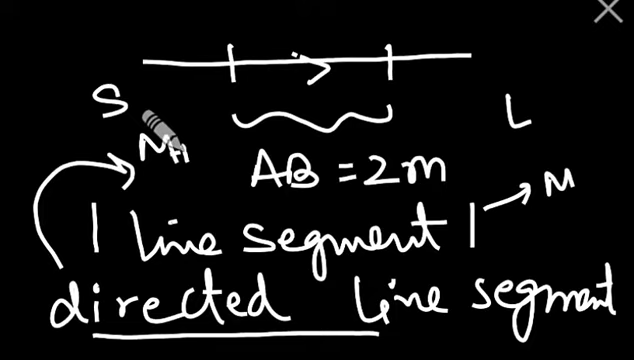 S L
M+
AB = 2m
M
| line segment |
directed line segment